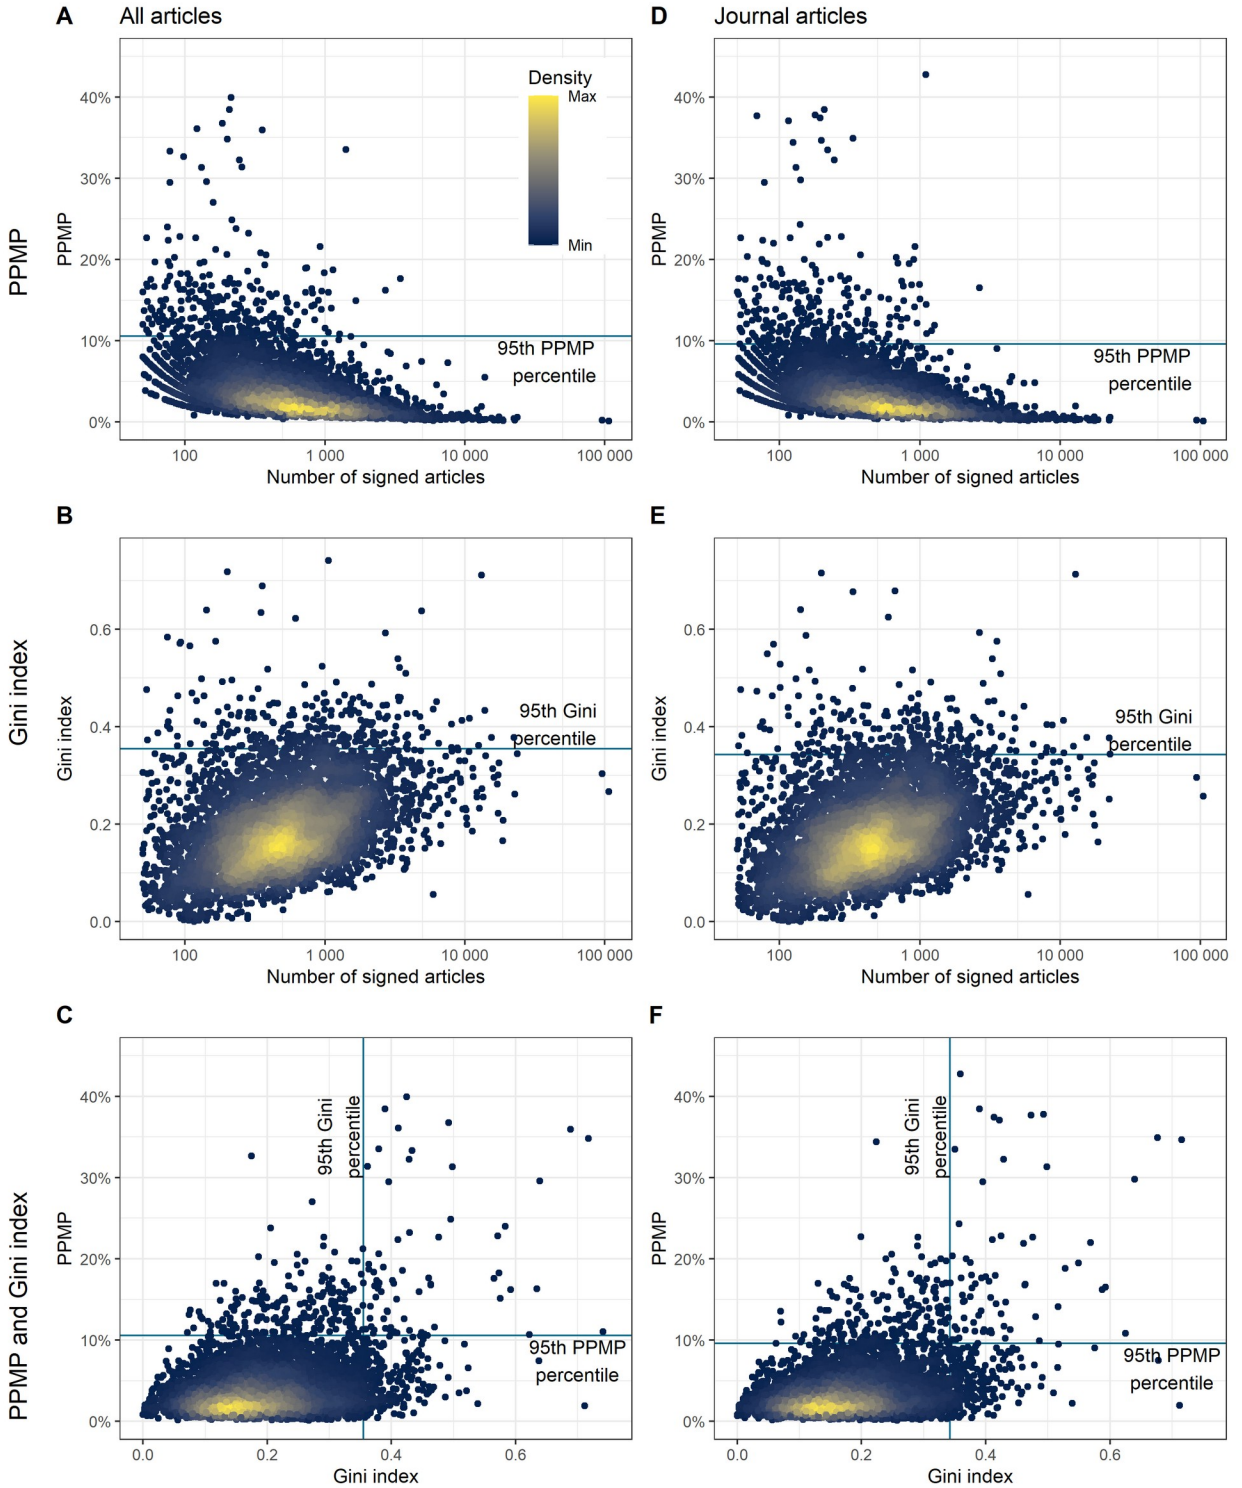 A All articles
D Journal articles
PPMP
PPMP
40%
30%
20%
10%
0%
Density
Max
Min
95th PPMP
percentile
100 1 000 10 000 100 000
Number of signed articles
PPMP
40%
30%
20%
10%
0%
95th PPMP
percentile
100 1 000 10 000 100 000
Number of signed articles
B
E
Gini index
Gini index
0.6
0.4
0.2
0.0
95th Gini
percentile
100 1 000 10 000 100 000
Number of signed articles
Gini index
0.6
0.4
0.2
0.0
95th Gini
percentile
100 1 000 10 000 100 000
Number of signed articles
C
F
PPMP and Gini index
PPMP
40%
30%
20%
10%
0%
95th Gini
percentile
95th PPMP
percentile
0.0 0.2 0.4 0.6
Gini index
PPMP
40%
30%
20%
10%
0%
95th Gini
percentile
95th PPMP
percentile
0.0 0.2 0.4 0.6
Gini index